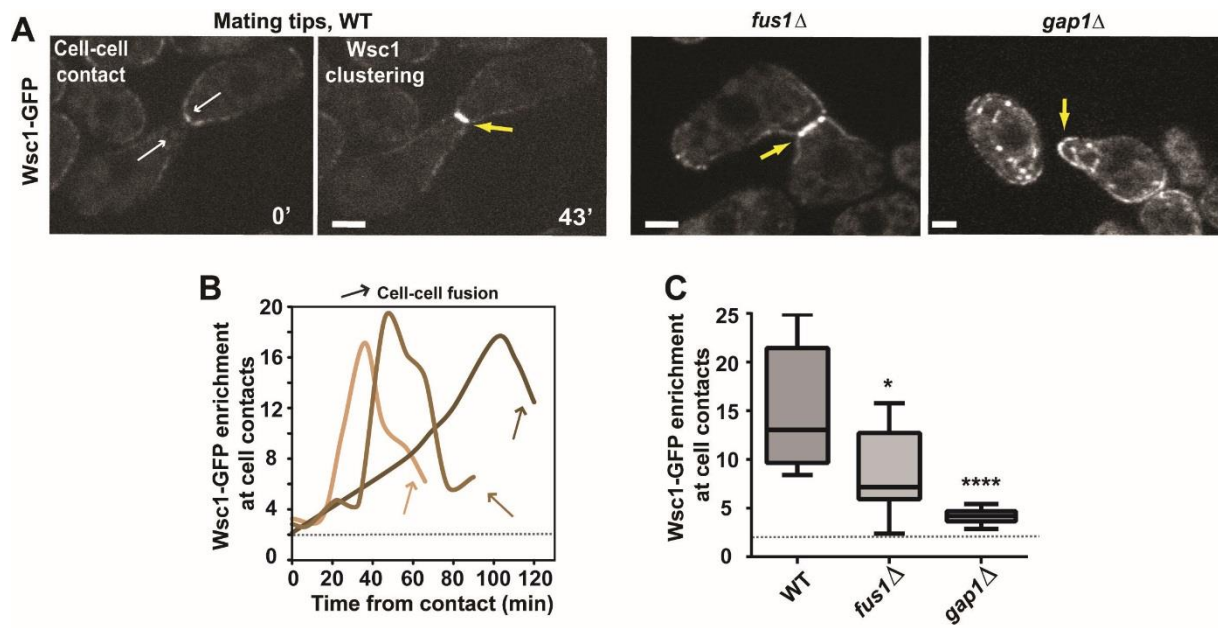 A
Mating tips, WT
fus1Δ
gap1Δ
Wsc1-GFP
Cell-cell
contact
0'
Wsc1
clustering
43'
B
Cell-cell fusion
Wsc1-GFP enrichment
at cell contacts
20
16
12
8
4
2
0
0 20 40 60 80 100 120
Time from contact (min)
C
Wsc1-GFP enrichment
at cell contacts
25
20
15
10
5
0
*
****
WT
fus1Δ
gap1Δ